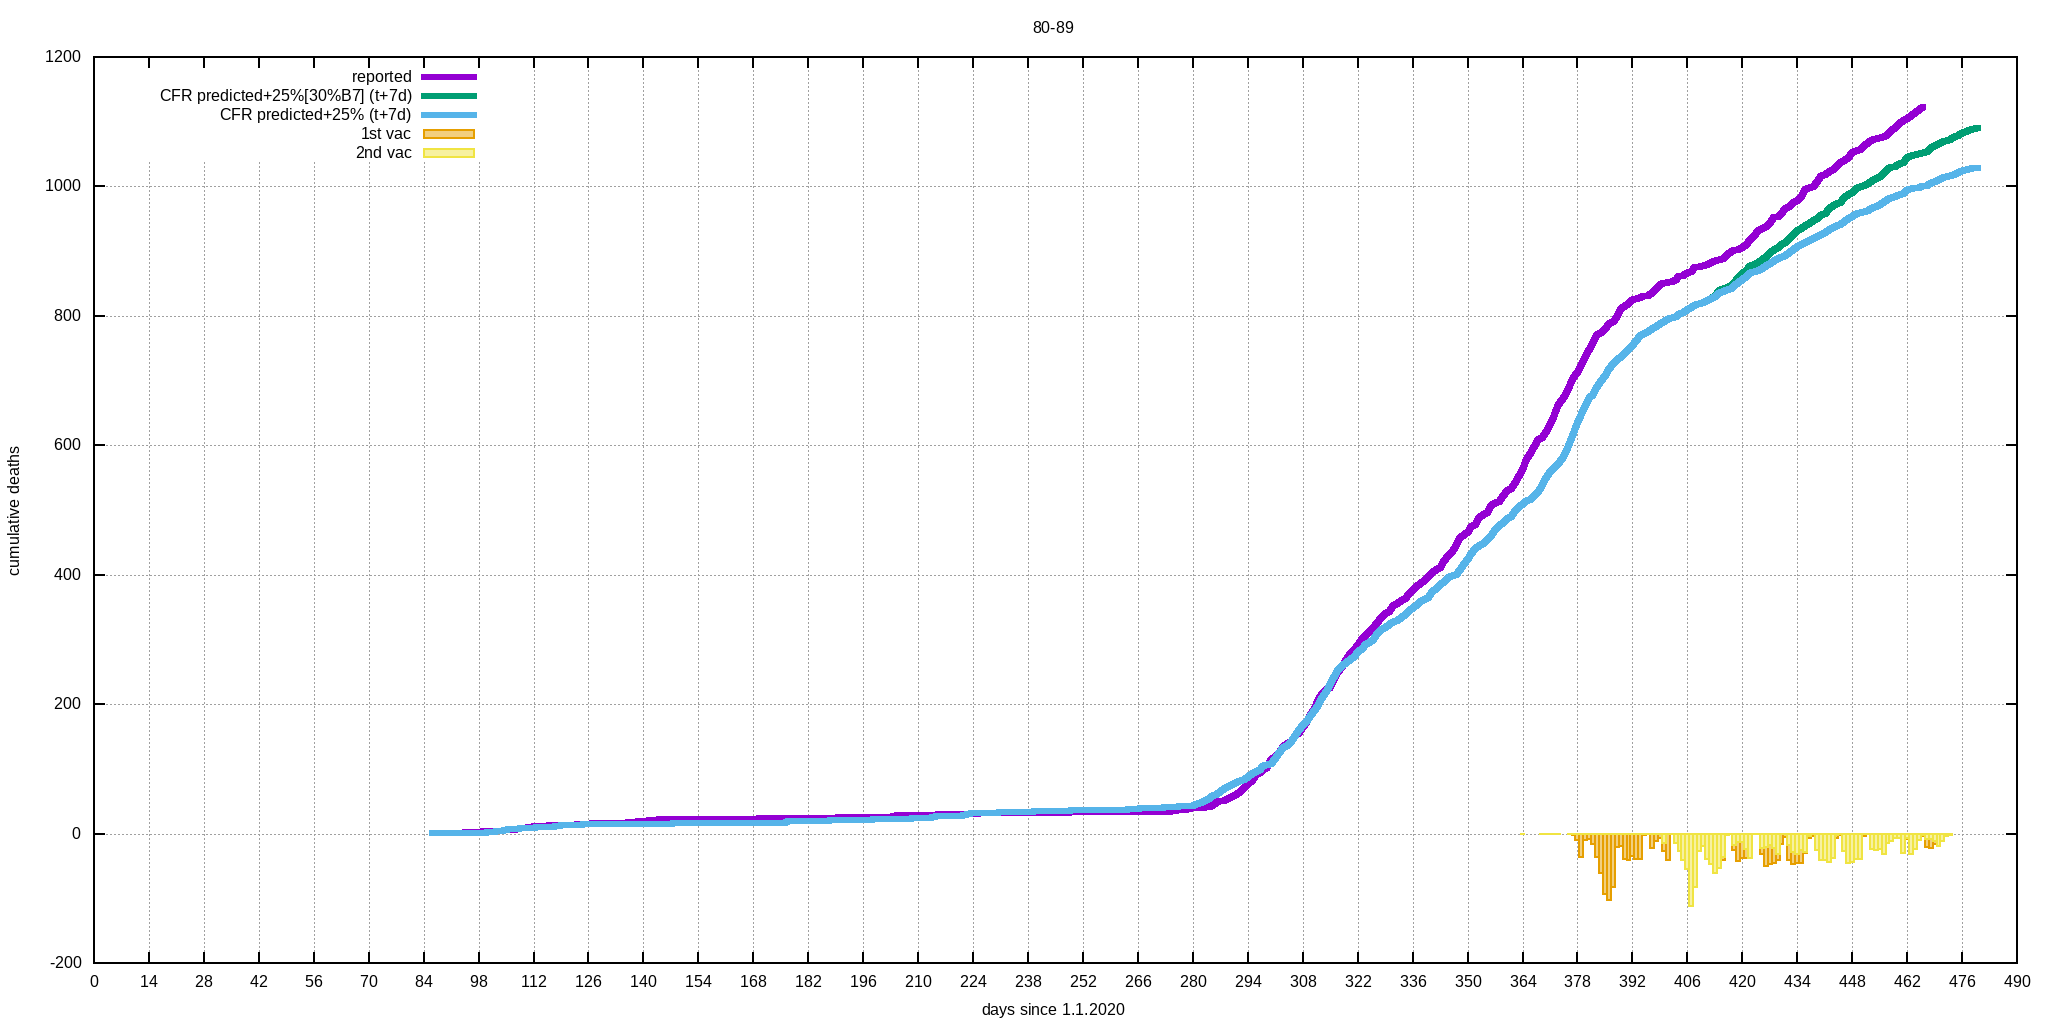 80-89
reported
CFR predicted+25%[30%B7] (t+7d)
CFR predicted+25% (t+7d)
1st vac
2nd vac
1200
1000
800
600
400
200
0
-200
cumulative deaths
0 14 28 42 56 70 84 98 112 126 140 154 168 182 196 210 224 238 252 266 280 294 308 322 336 350 364 378 392 406 420 434 448 462 476 490
days since 1.1.2020